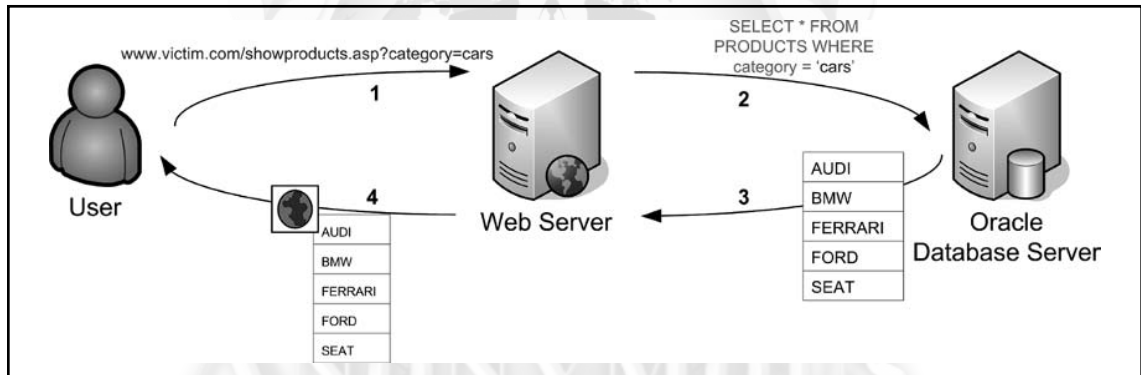 www.victim.com/showproducts.asp?category=cars
1
SELECT * FROM
PRODUCTS WHERE
category = ‘cars’
2
User
Web Server
Oracle
Database Server
3
AUDI
BMW
FERRARI
FORD
SEAT
4
AUDI
BMW
FERRARI
FORD
SEAT